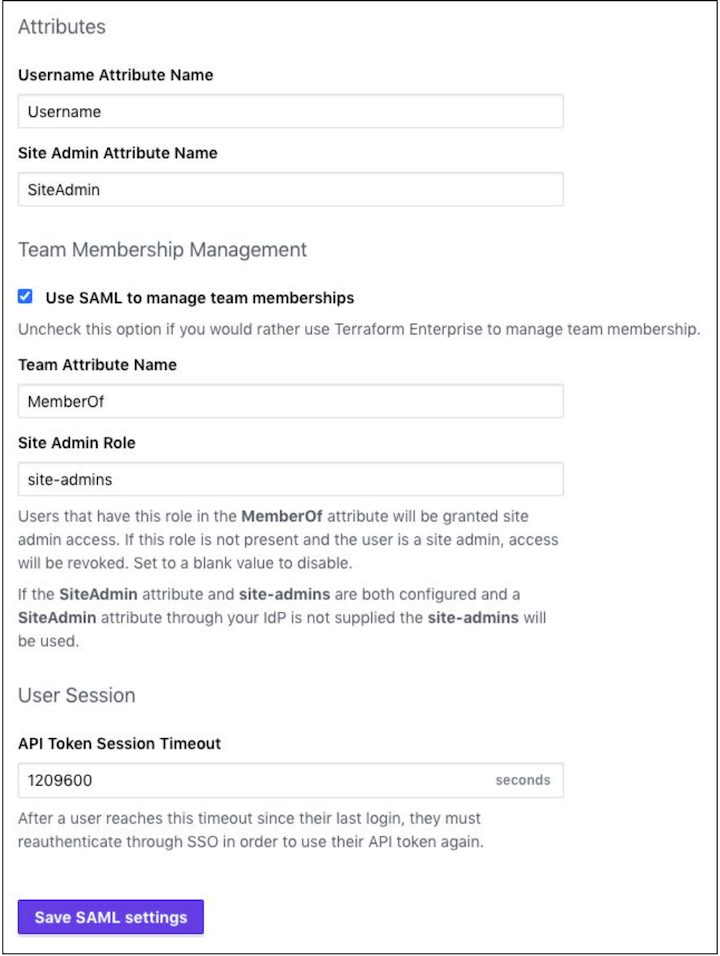 Attributes
Username Attribute Name
Username
Site Admin Attribute Name
SiteAdmin
Team Membership Management
Use SAML to manage team memberships
Uncheck this option if you would rather use Terraform Enterprise to manage team membership.
Team Attribute Name
MemberOf
Site Admin Role
site-admins
Users that have this role in the MemberOf attribute will be granted site
admin access. If this role is not present and the user is a site admin, access
will be revoked. Set to a blank value to disable.
If the SiteAdmin attribute and site-admins are both configured and a
SiteAdmin attribute through your IdP is not supplied the site-admins will
be used.
User Session
API Token Session Timeout
1209600 seconds
After a user reaches this timeout since their last login, they must
reauthenticate through SSO in order to use their API token again.
Save SAML settings